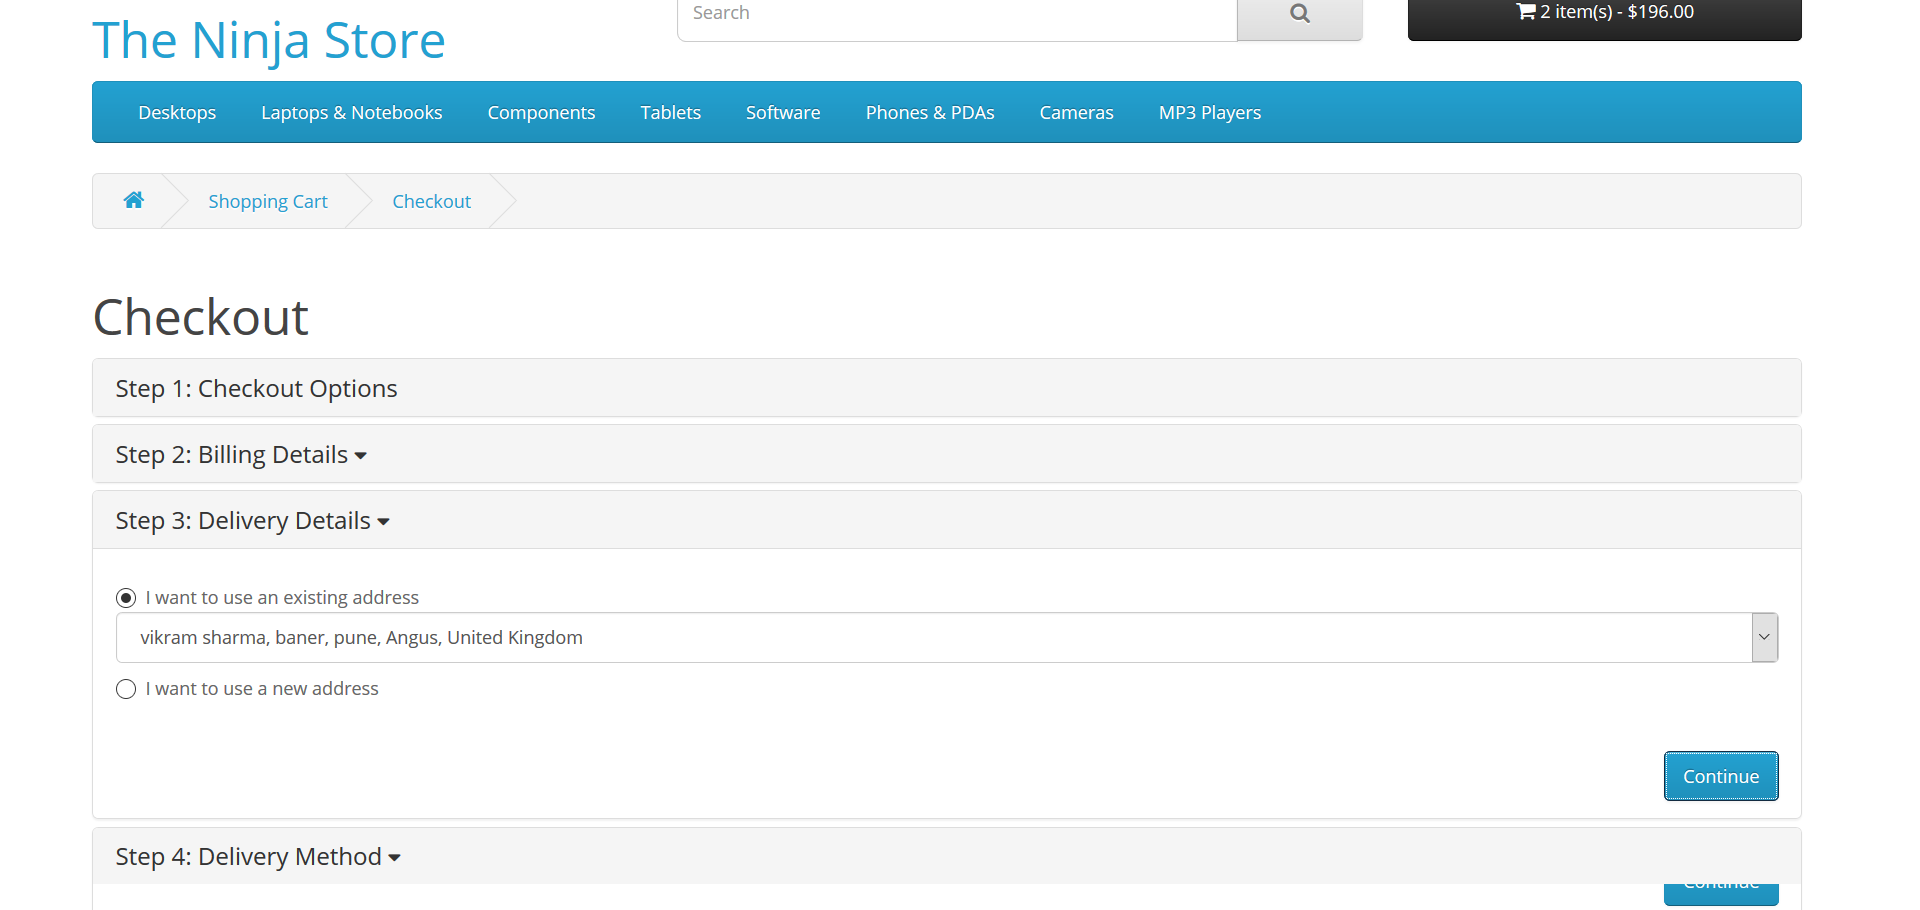 The Ninja Store
Search
2 item(s) - $196.00
Desktops Laptops & Notebooks Components Tablets Software Phones & PDAs Cameras MP3 Players
Shopping Cart Checkout
Checkout
Step 1: Checkout Options
Step 2: Billing Details
Step 3: Delivery Details
I want to use an existing address
vikram sharma, baner, pune, Angus, United Kingdom
I want to use a new address
Continue
Step 4: Delivery Method
Continue